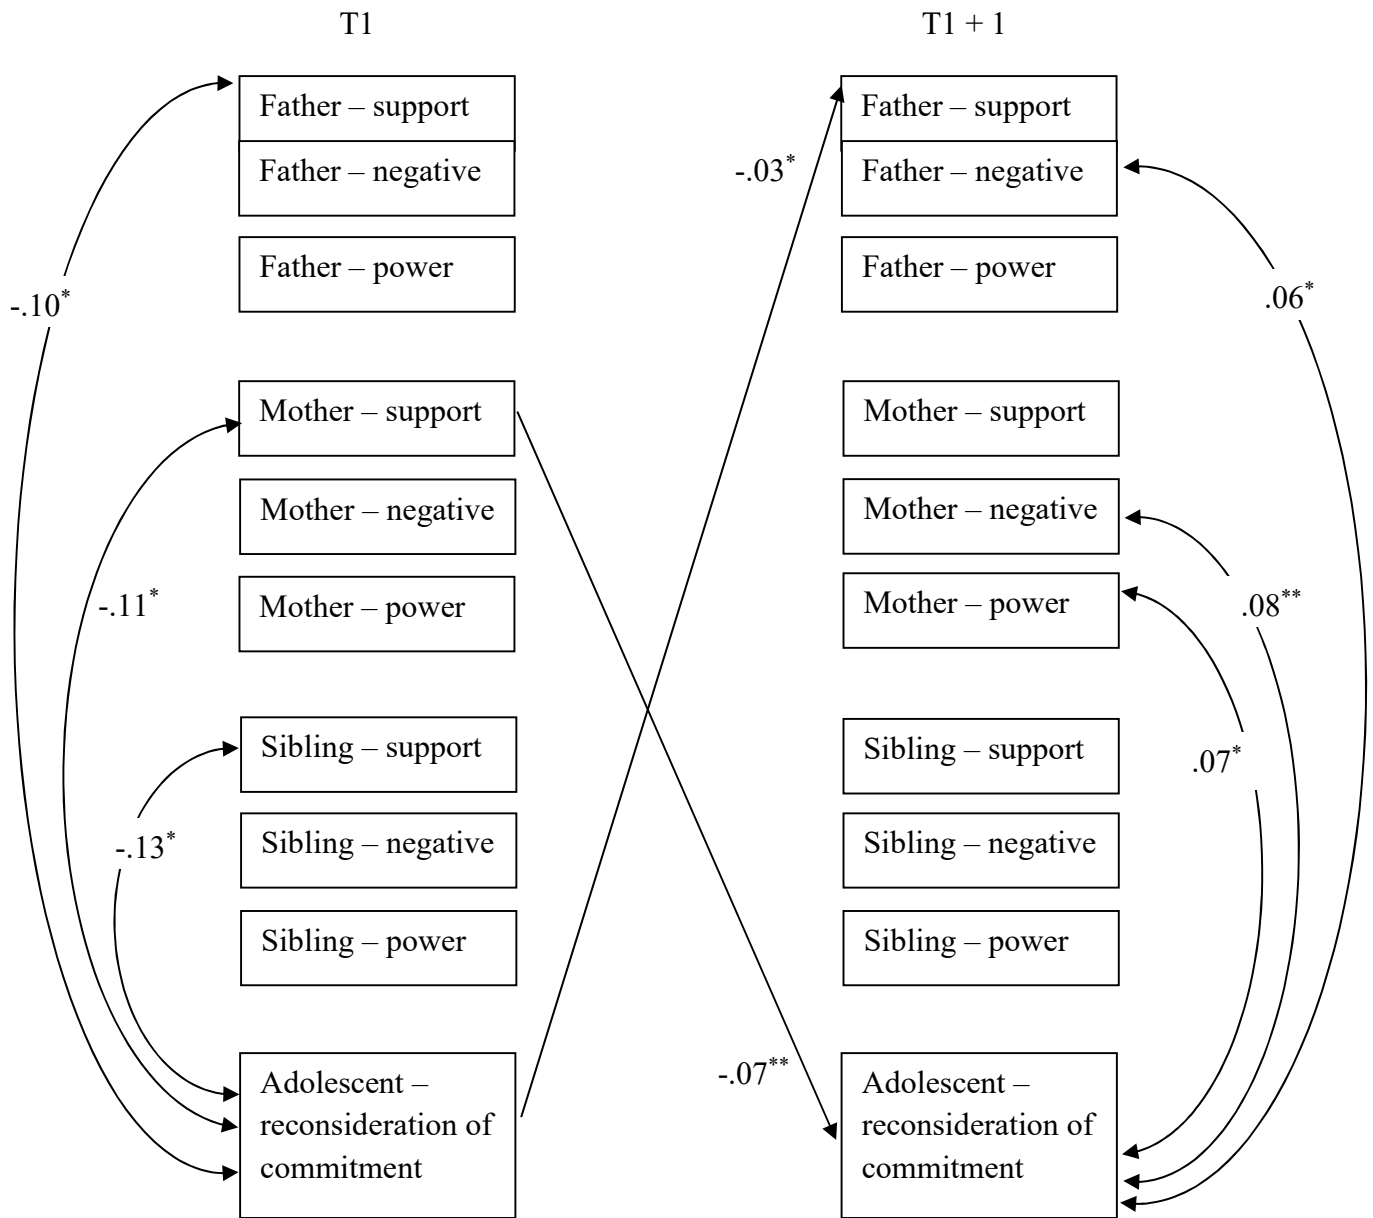 T1
T1 + 1
Father – support
Father – negative
Father – power
Mother – support
Mother – negative
Mother – power
Sibling – support
Sibling – negative
Sibling – power
Adolescent –
reconsideration of
commitment
-.10*
-.11*
-.13*
-.03*
-.07**
Father – support
Father – negative
Father – power
Mother – support
Mother – negative
Mother – power
Sibling – support
Sibling – negative
Sibling – power
Adolescent –
reconsideration of
commitment
.06*
.08**
.07*